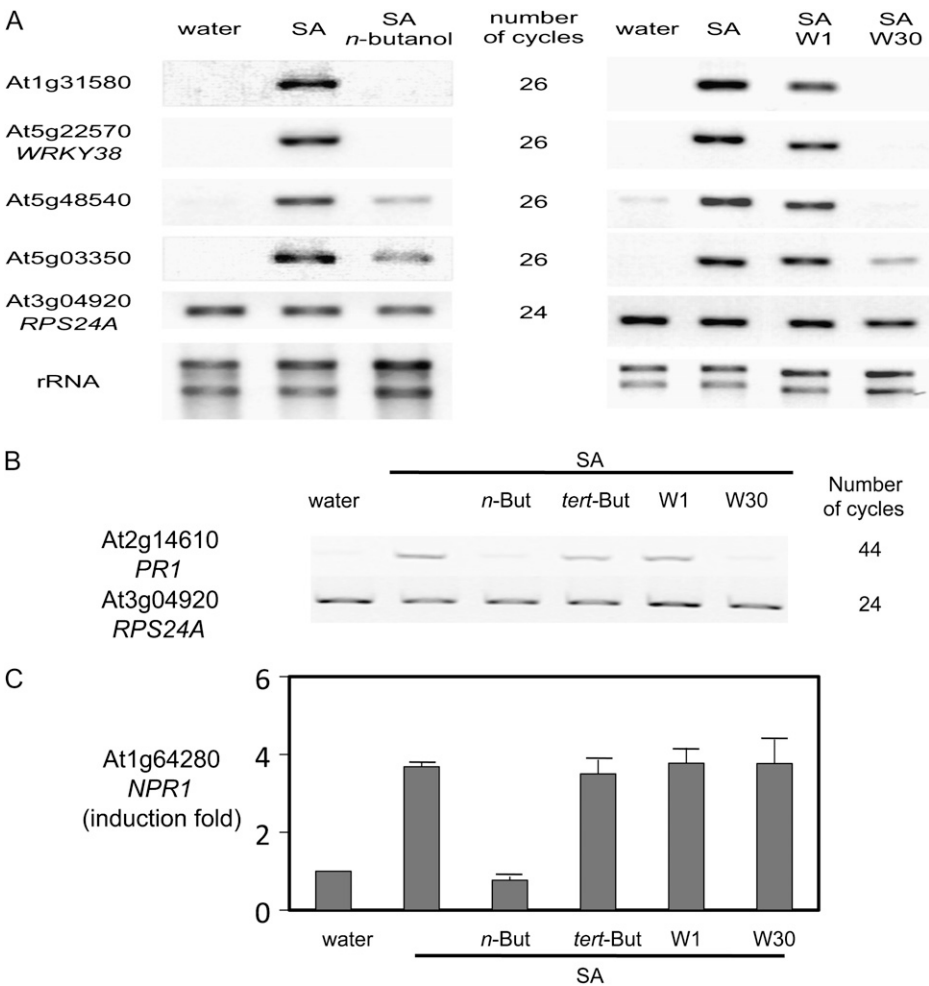 A
water SA SA n-butanol number of cycles water SA SA W1 SA W30
At1g31580 26
At5g22570 26
WRKY38
At5g48540 26
At5g03350 26
At3g04920 24
RPS24A
rRNA
B
SA
water n-But tert-But W1 W30 Number of cycles
At2g14610 44
PR1
At3g04920 24
RPS24A
C
At1g64280
NPR1
(induction fold)
6
4
2
0
water n-But tert-But W1 W30
SA